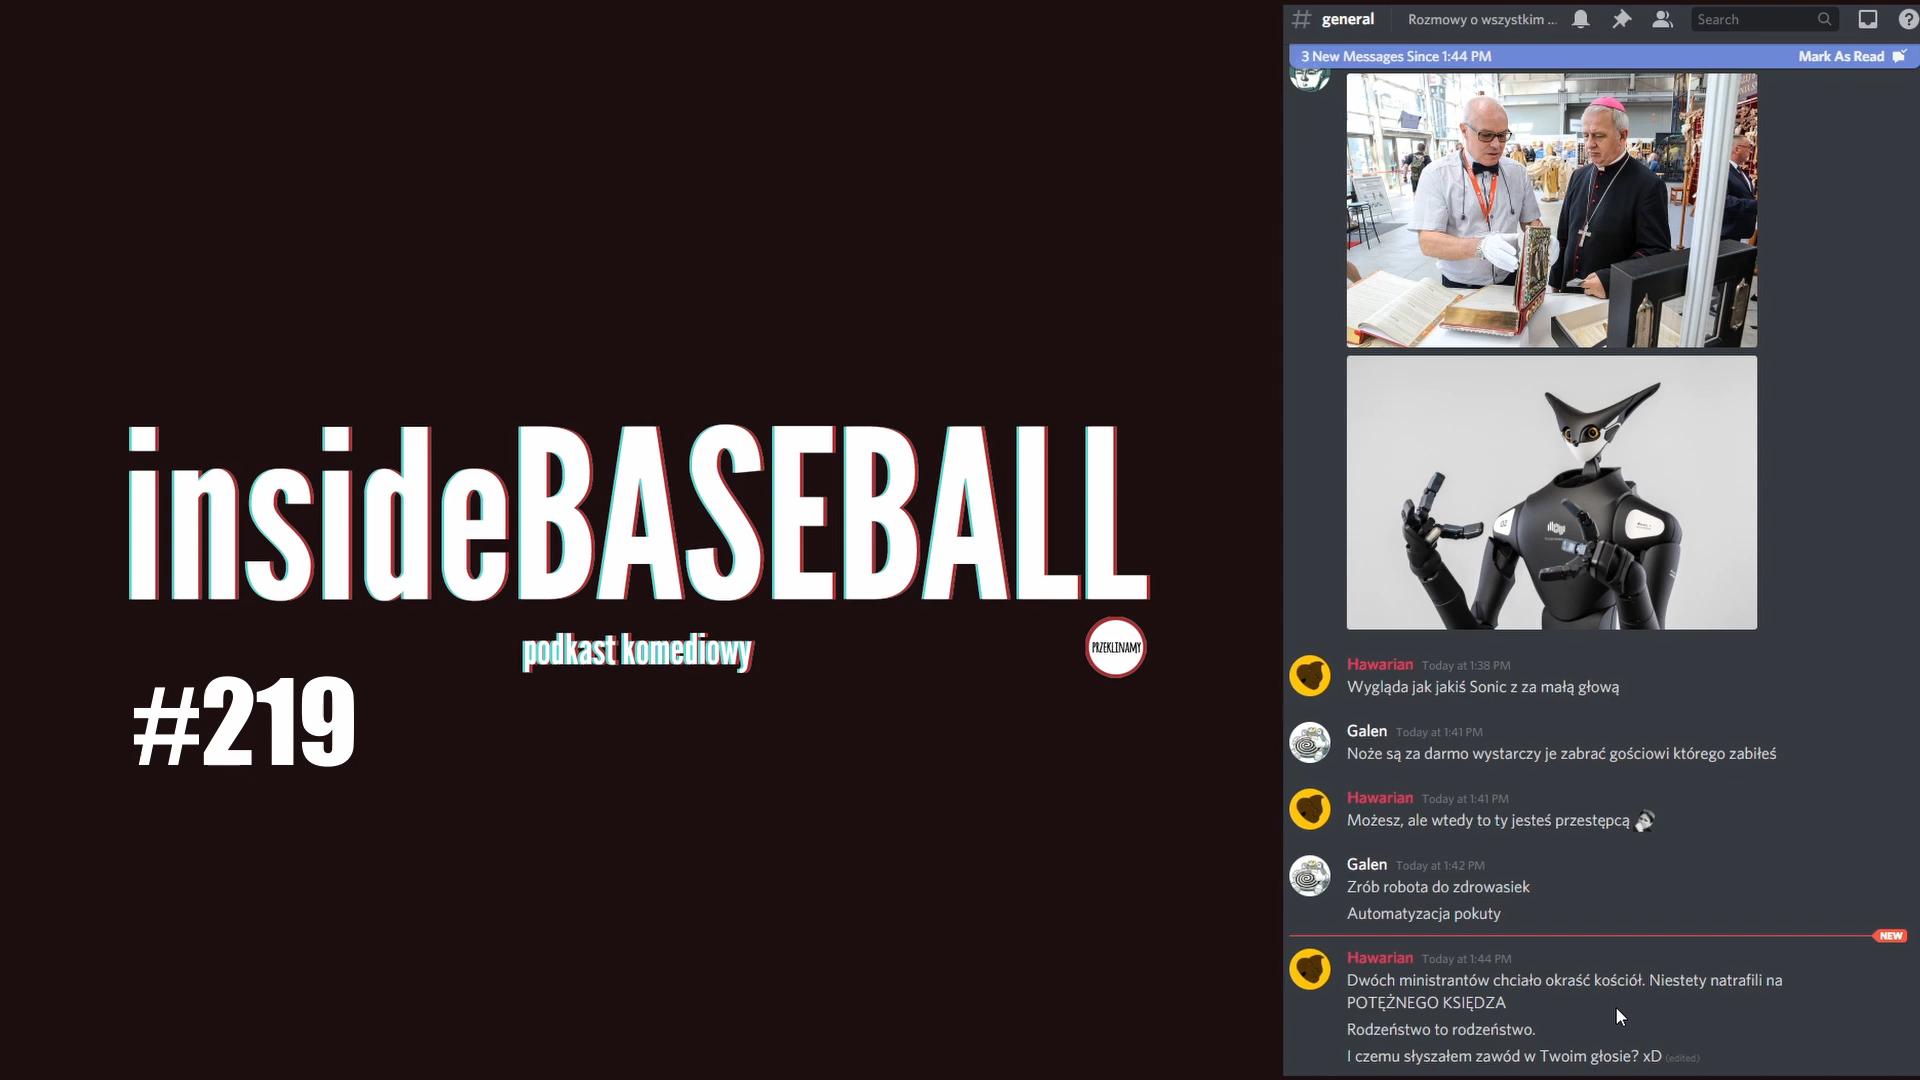 insideBASEBALL
podkast komediowy
PRZEKLINAMY
#219
# general
Rozmowy o wszystkim ...
Search
3 New Messages Since 1:44 PM
Mark As Read
Hawarian Today at 1:38 PM
Wygląda jak jakiś Sonic z za małą głową
Galen Today at 1:41 PM
Noże są za darmo wystarczy je zabrać gościowi którego zabiłeś
Hawarian Today at 1:41 PM
Możesz, ale wtedy to ty jesteś przestępcą
Galen Today at 1:42 PM
Zrób robota do zdrowasiek
Automatyzacja pokuty
NEW
Hawarian Today at 1:44 PM
Dwóch ministrantów chciało okraść kościół. Niestety natrafili na
POTĘŻNEGO KSIĘDZA
Rodzeństwo to rodzeństwo.
I czemu słyszałem zawód w Twoim głosie? xD (edited)